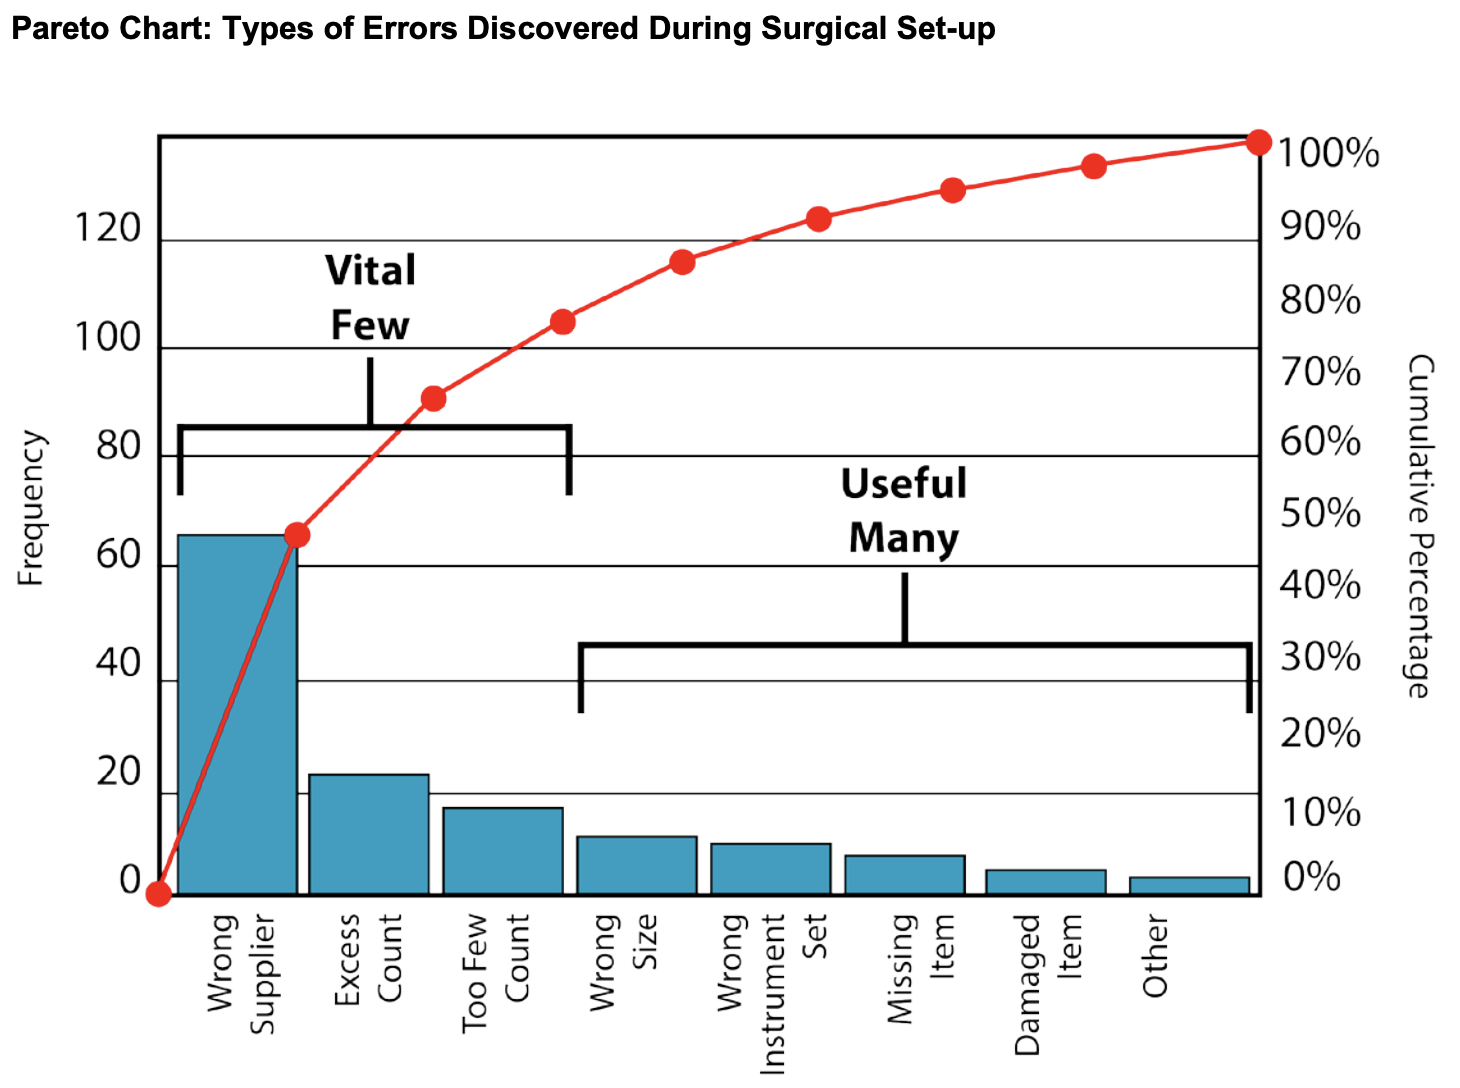 Pareto Chart: Types of Errors Discovered During Surgical Set-up
Vital
Few
Useful
Many
Frequency
120
100
80
60
40
20
0
100%
90%
80%
70%
60%
50%
40%
30%
20%
10%
0%
Cumulative Percentage
Wrong
Supplier
Excess
Count
Too Few
Count
Wrong
Size
Wrong
Instrument
Set
Missing
Item
Damaged
Item
Other